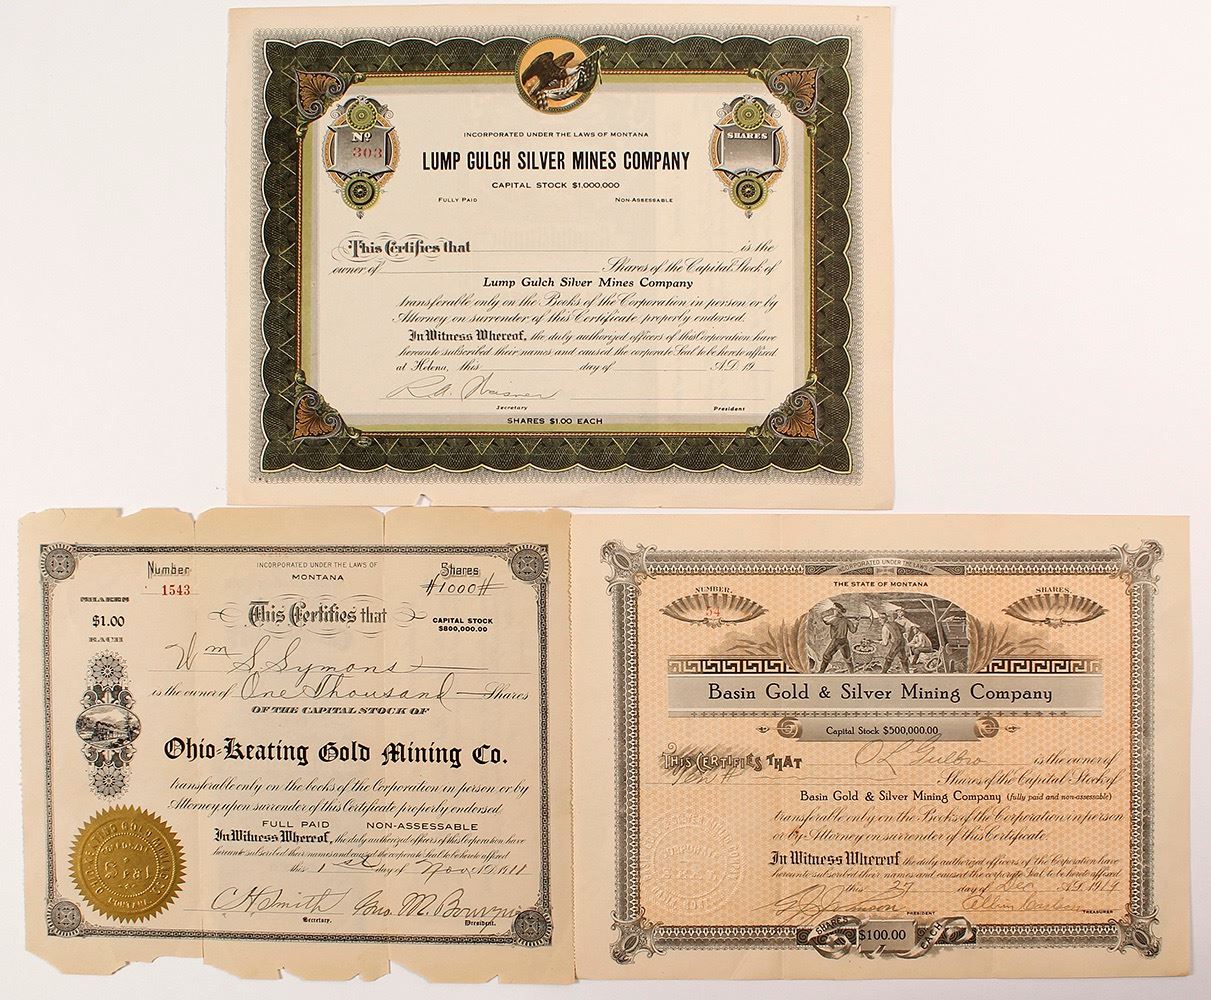 INCORPORATED UNDER THE LAWS OF MONTANA
Nº
303
SHARES
LUMP GULCH SILVER MINES COMPANY
CAPITAL STOCK $1,000,000
FULLY PAID NON-ASSESSABLE
This Certifies that is the
owner of Shares of the Capital Stock of
Lump Gulch Silver Mines Company
transferable only on the Books of the Corporation in person or by
Attorney on surrender of this Certificate properly endorsed.
In Witness Whereof, the duly authorized officers of this Corporation have
hereunto subscribed their names and caused the corporate Seal to be hereto affixed
at Helena, this day of A.D. 19
R.A.
Secretary President
SHARES $1.00 EACH
Number
1543
INCORPORATED UNDER THE LAWS OF
MONTANA
Shares
#1000#
SHARES
$1.00
EACH
This Certifies that
CAPITAL STOCK
$800,000.00
Wm S. Symons
is the owner of One Thousand Shares
OF THE CAPITAL STOCK OF
Ohio-Keating Gold Mining Co.
transferable only on the books of the Corporation in person or by
Attorney upon surrender of this Certificate properly endorsed.
FULL PAID NON-ASSESSABLE
In Witness Whereof, the duly authorized officers of this Corporation have
hereunto subscribed their names and caused the corporate Seal to be hereto affixed
this 1st day of Nov A.D. 1911
C H Smith Geo. M.
Secretary. President.
OHIO KEATING GOLD MINING CO.
SEAL
INCORPORATED UNDER THE LAWS OF
THE STATE OF MONTANA
NUMBER
54
SHARES
Basin Gold & Silver Mining Company
Capital Stock $500,000.00
THIS CERTIFIES THAT O L Gulbro is the owner of
Shares of the Capital Stock of
Basin Gold & Silver Mining Company (fully paid and non-assessable)
transferable only on the Books of the Corporation in person
or by Attorney on surrender of this Certificate.
In Witness Whereof the duly authorized officers of the Corporation have
hereunto subscribed their names and caused the corporate Seal to be hereto affixed
this 27 day of Dec A.D. 1919
PRESIDENT TREASURER
SEAL
SHARES $100.00 EACH